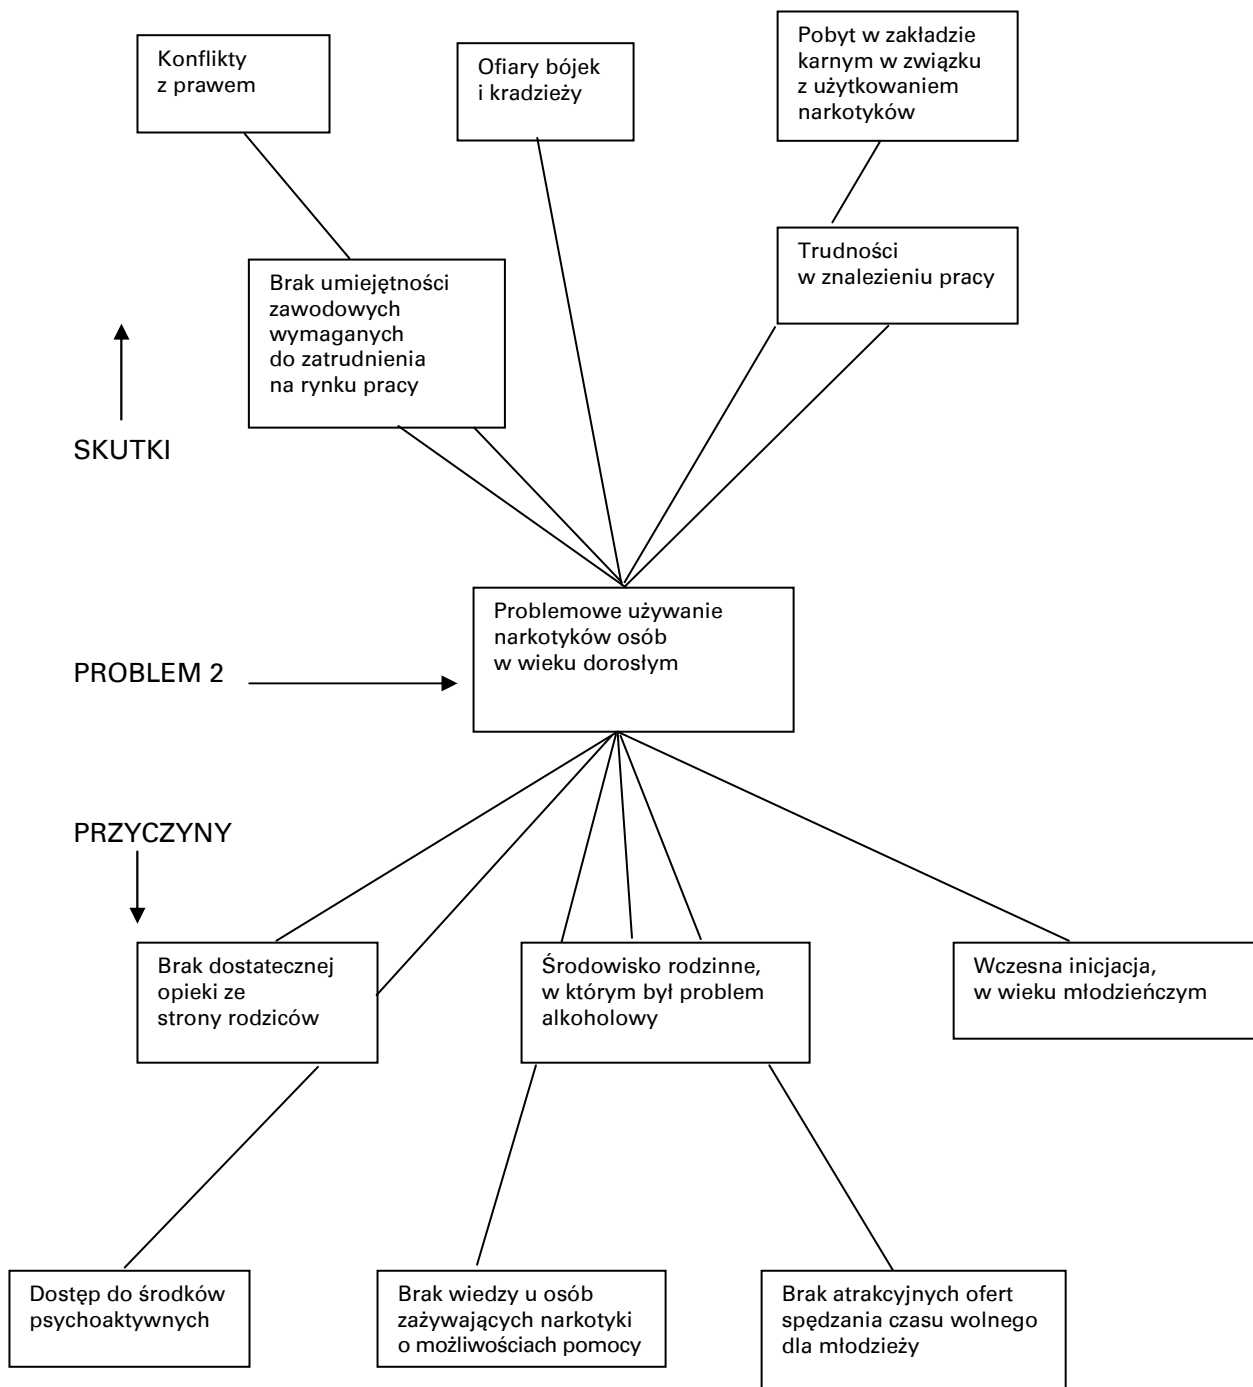 Konflikty
z prawem
Ofiary bójek
i kradzieży
Pobyt w zakładzie
karnym w związku
z użytkowaniem
narkotyków
Trudności
w znalezieniu pracy
Brak umiejętności
zawodowych
wymaganych
do zatrudnienia
na rynku pracy
SKUTKI
Problemowe używanie
narkotyków osób
w wieku dorosłym
PROBLEM 2
PRZYCZYNY
Brak dostatecznej
opieki ze
strony rodziców
Środowisko rodzinne,
w którym był problem
alkoholowy
Wczesna inicjacja,
w wieku młodzieńczym
Dostęp do środków
psychoaktywnych
Brak wiedzy u osób
zażywających narkotyki
o możliwościach pomocy
Brak atrakcyjnych ofert
spędzania czasu wolnego
dla młodzieży